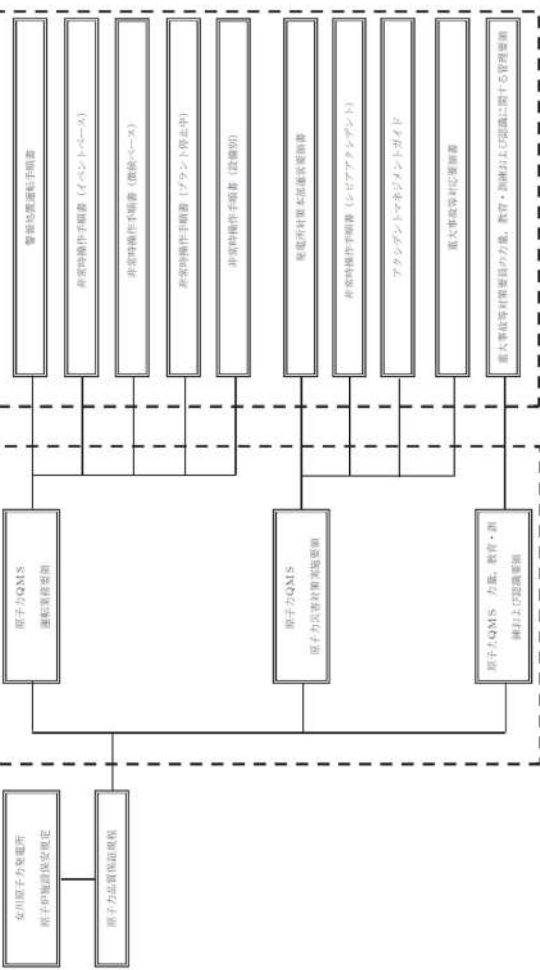 女川原子力発電所
原子炉施設保安規定
原子力品質保証規程
原子力QMS
運転業務要領
原子力QMS
原子力災害対策実施要領
原子力QMS 力量，教育・訓
練および認識要領
警報処置運転手順書
非常時操作手順書（イベントベース）
非常時操作手順書（徴候ベース）
非常時操作手順書（プラント停止中）
非常時操作手順書（設備別）
発電所対策本部運営要領書
非常時操作手順書（シビアアクシデント）
アクシデントマネジメントガイド
重大事故等対応要領書
重大事故等対策要員の力量，教育・訓練および認識に関する管理要領